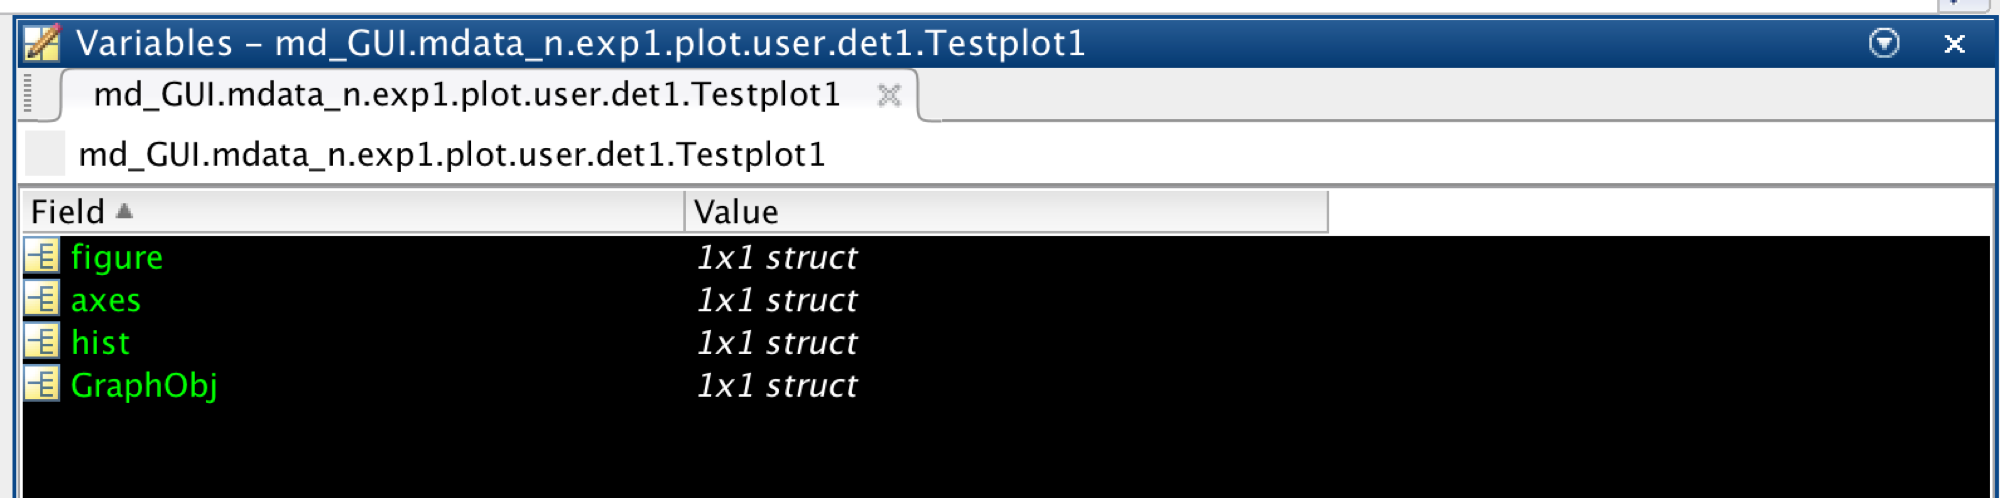 Variables – md_GUI.mdata_n.exp1.plot.user.det1.Testplot1
md_GUI.mdata_n.exp1.plot.user.det1.Testplot1
md_GUI.mdata_n.exp1.plot.user.det1.Testplot1
Field Value
figure 1x1 struct
axes 1x1 struct
hist 1x1 struct
GraphObj 1x1 struct